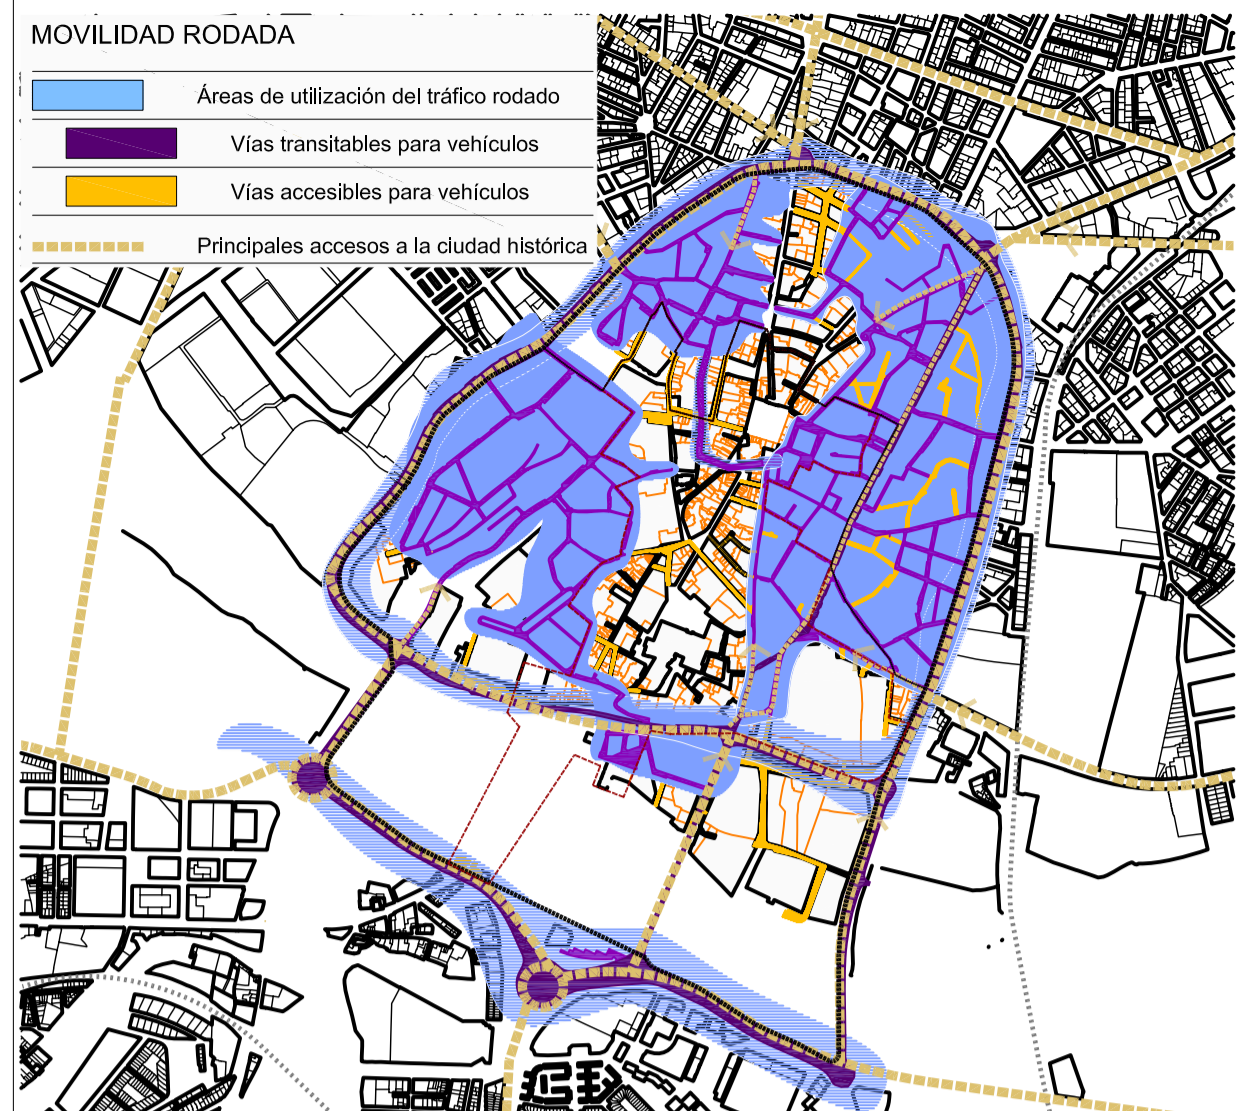 MOVILIDAD RODADA
Áreas de utilización del tráfico rodado
Vías transitables para vehículos
Vías accesibles para vehículos
Principales accesos a la ciudad histórica